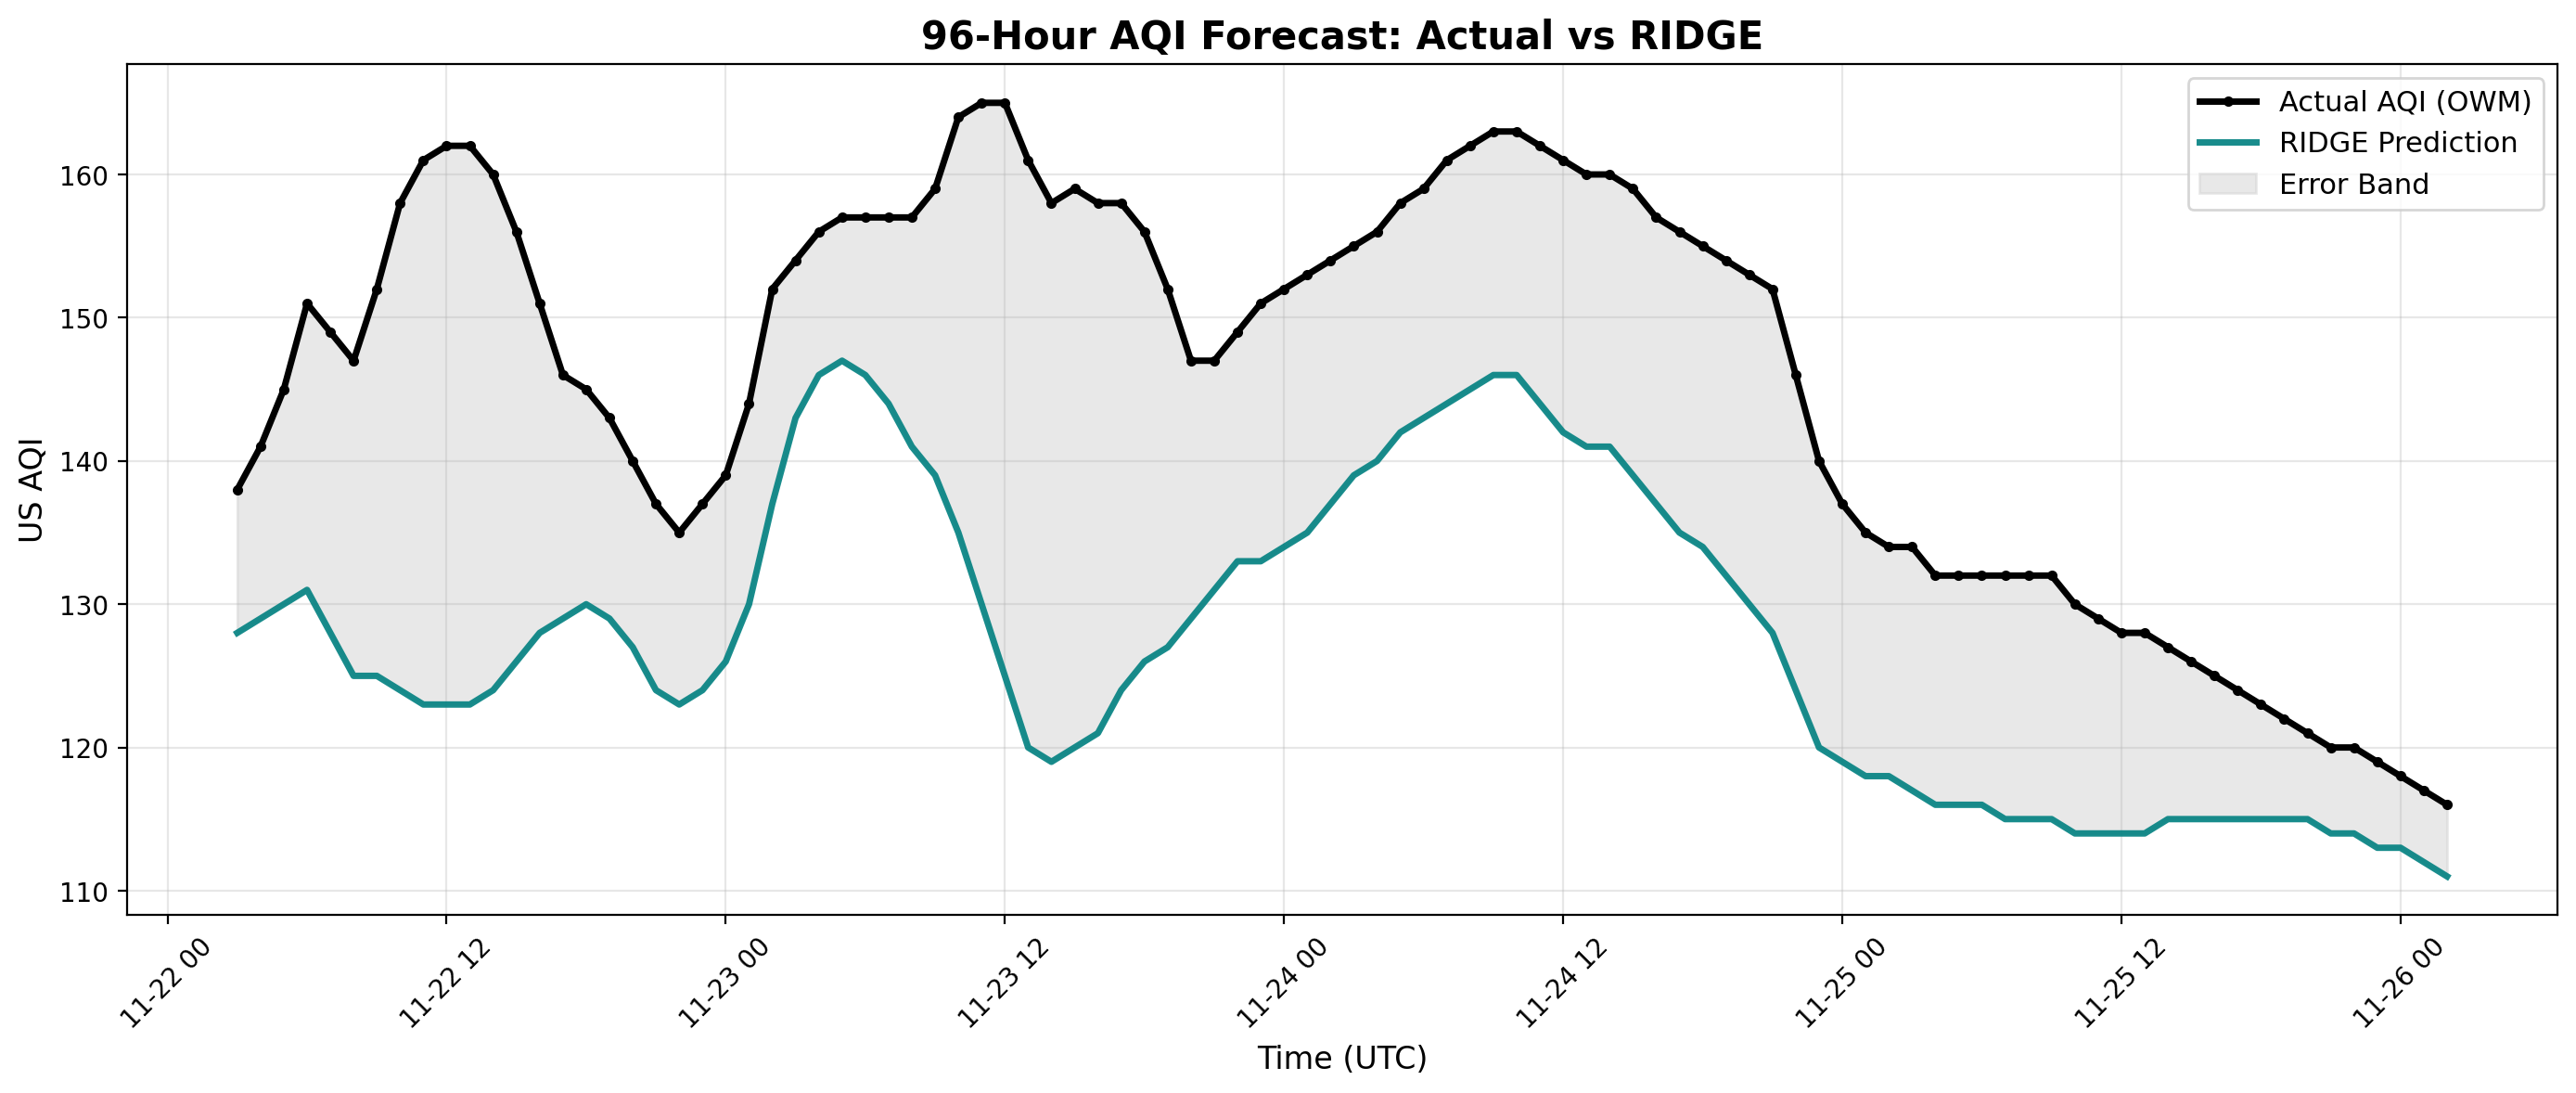 96-Hour AQI Forecast: Actual vs RIDGE
Actual AQI (OWM)
RIDGE Prediction
Error Band
US AQI
160
150
140
130
120
110
11-22 00
11-22 12
11-23 00
11-23 12
11-24 00
11-24 12
11-25 00
11-25 12
11-26 00
Time (UTC)